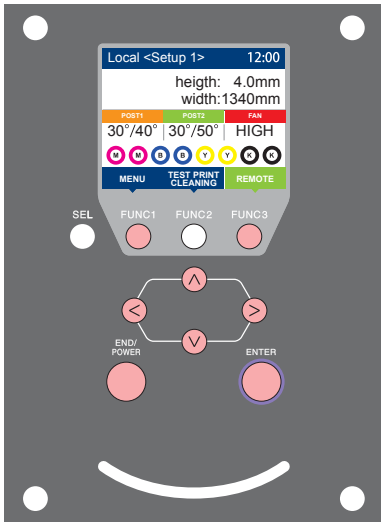 Local <Setup 1> 12:00
heigth: 4.0mm
width:1340mm
POST1 POST2 FAN
30°/40° 30°/50° HIGH
M M B B Y Y K K
MENU TEST PRINT CLEANING REMOTE
SEL FUNC1 FUNC2 FUNC3
< ∧ >
∨
END/
POWER
ENTER